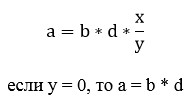 a = b * d * x/y
если y = 0, то a = b * d